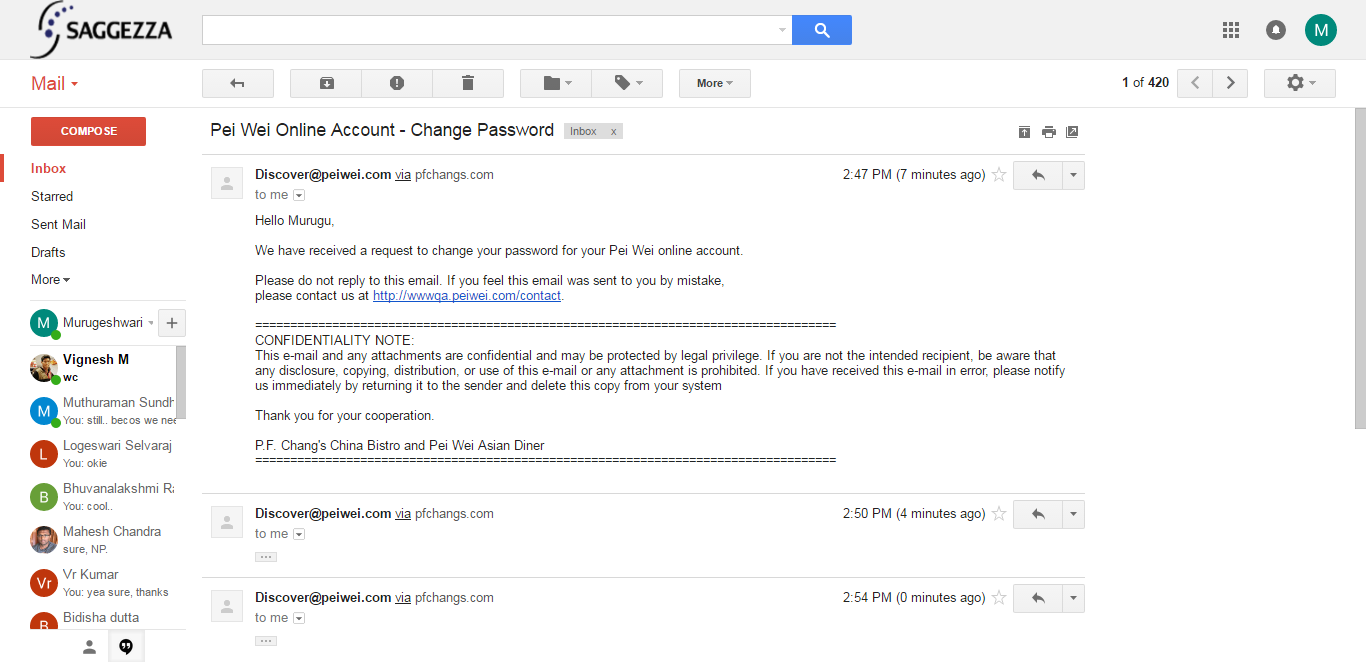 SAGGEZZA
M
Mail
More
1 of 420
COMPOSE
Inbox
Starred
Sent Mail
Drafts
More
M
Murugeshwari
+
Vignesh M
wc
M
Muthuraman Sundh
You: still.. becos we nee
L
Logeswari Selvaraj
You: okie
B
Bhuvanalakshmi Ra
You: cool..
Mahesh Chandra
sure, NP.
Vr
Vr Kumar
You: yea sure, thanks
B
Bidisha dutta
Pei Wei Online Account - Change Password
Inbox x
Discover@peiwei.com via pfchangs.com
2:47 PM (7 minutes ago)
to me
Hello Murugu,
We have received a request to change your password for your Pei Wei online account.
Please do not reply to this email. If you feel this email was sent to you by mistake,
please contact us at http://wwwqa.peiwei.com/contact.
===================================================================================
CONFIDENTIALITY NOTE:
This e-mail and any attachments are confidential and may be protected by legal privilege. If you are not the intended recipient, be aware that
any disclosure, copying, distribution, or use of this e-mail or any attachment is prohibited. If you have received this e-mail in error, please notify
us immediately by returning it to the sender and delete this copy from your system
Thank you for your cooperation.
P.F. Chang's China Bistro and Pei Wei Asian Diner
===================================================================================
Discover@peiwei.com via pfchangs.com
2:50 PM (4 minutes ago)
to me
...
Discover@peiwei.com via pfchangs.com
2:54 PM (0 minutes ago)
to me
...